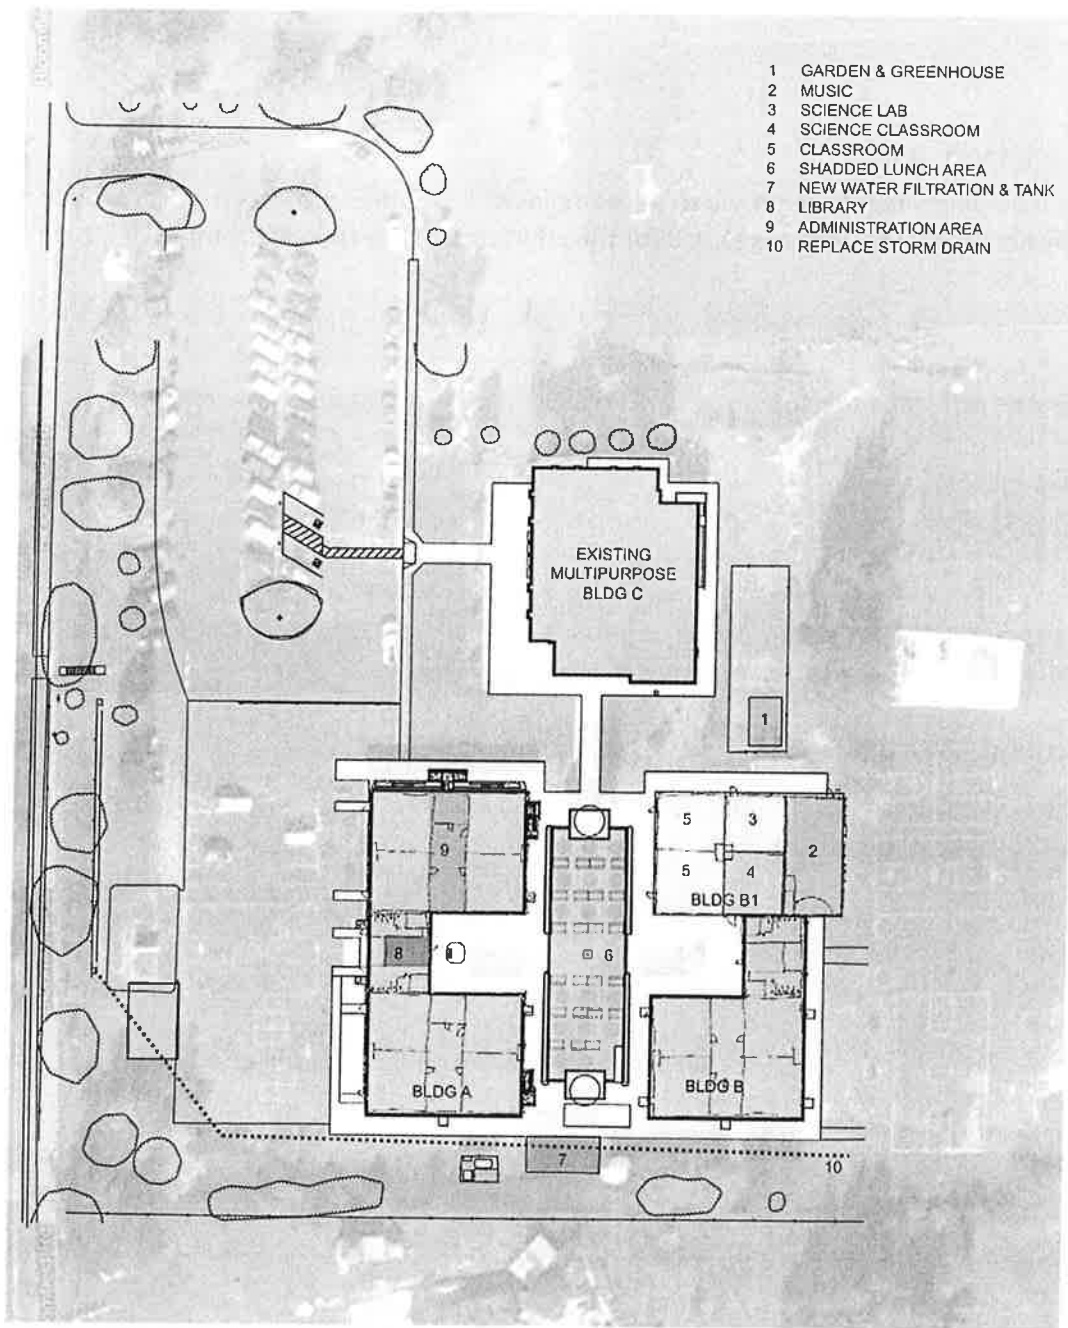 1 GARDEN & GREENHOUSE
2 MUSIC
3 SCIENCE LAB
4 SCIENCE CLASSROOM
5 CLASSROOM
6 SHADDED LUNCH AREA
7 NEW WATER FILTRATION & TANK
8 LIBRARY
9 ADMINISTRATION AREA
10 REPLACE STORM DRAIN
EXISTING
MULTIPURPOSE
BLDG C
1
5
3
9
2
5
4
BLDG B1
8
6
BLDG A
BLDG B
7
10